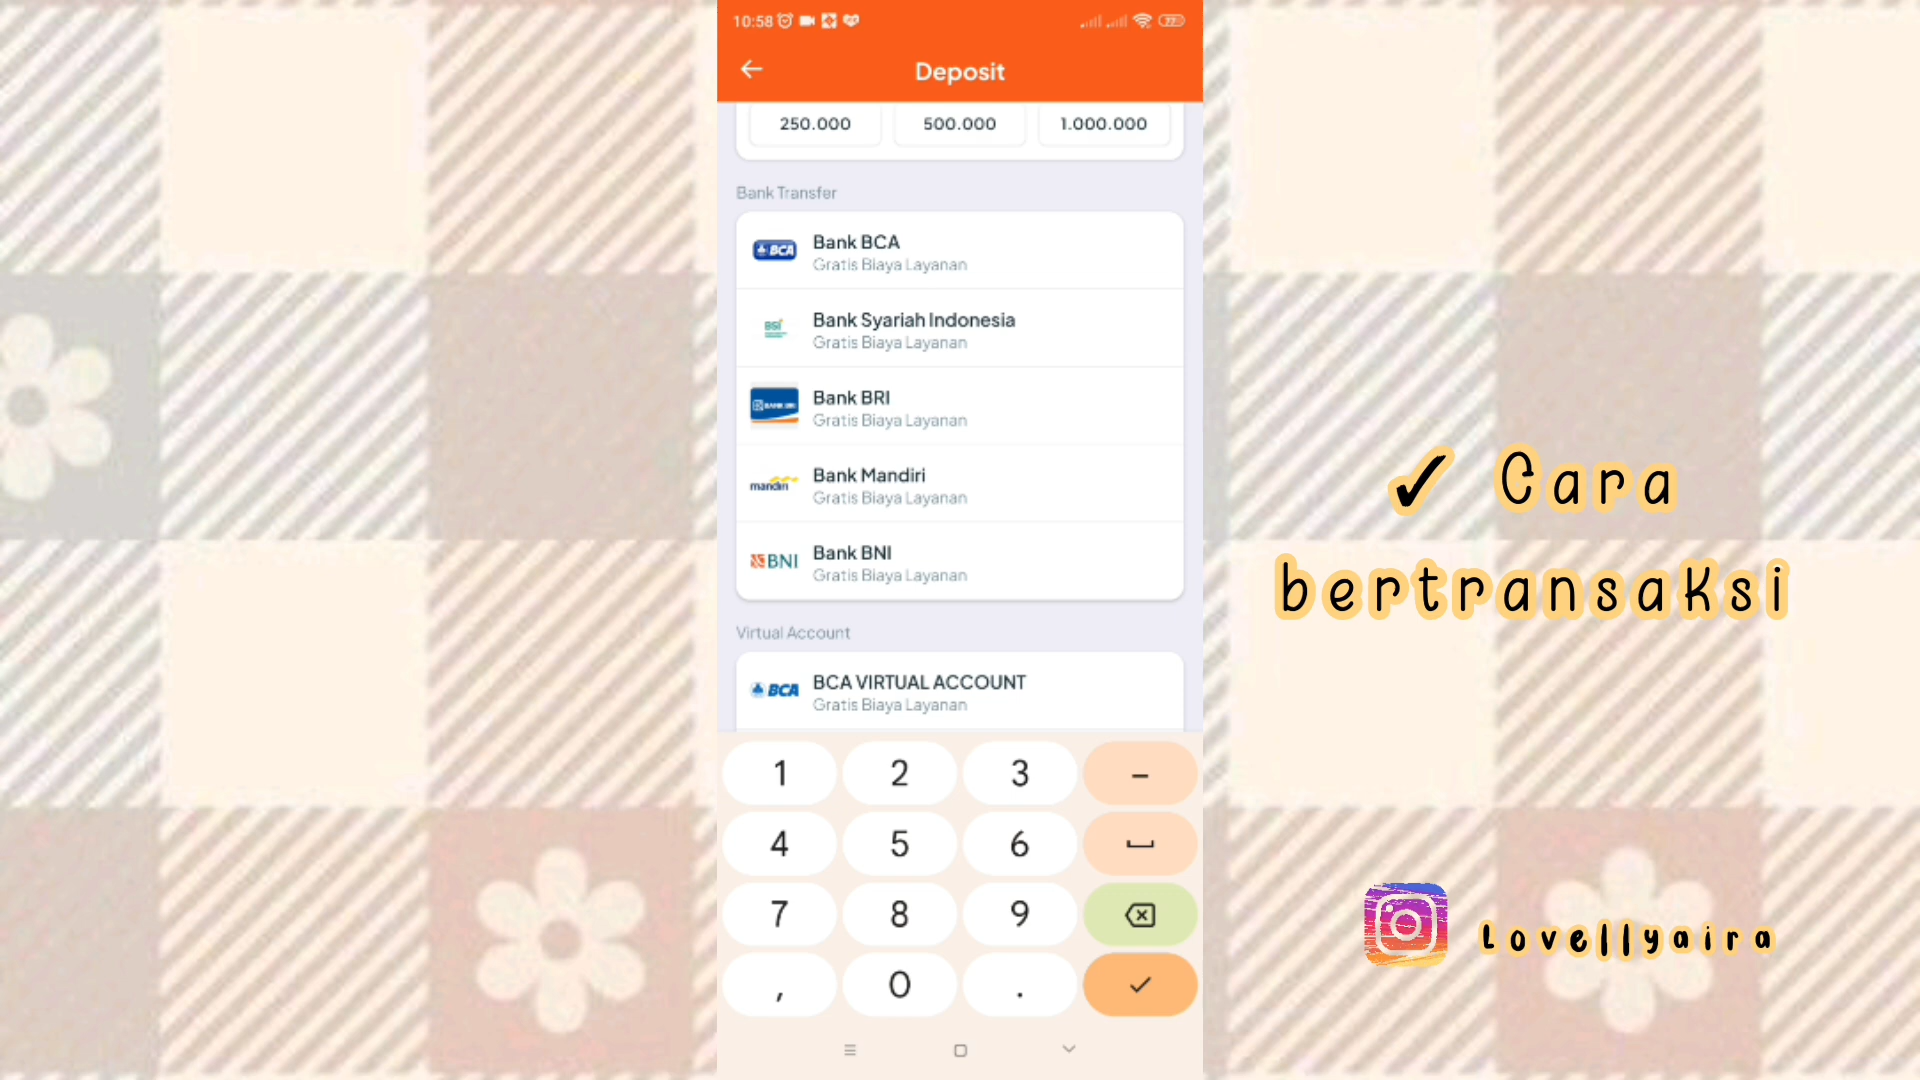 10:58
77
Deposit
250.000
500.000
1.000.000
Bank Transfer
BCA
Bank BCA
Gratis Biaya Layanan
BSI
Bank Syariah Indonesia
Gratis Biaya Layanan
BANK BRI
Bank BRI
Gratis Biaya Layanan
mandiri
Bank Mandiri
Gratis Biaya Layanan
BNI
Bank BNI
Gratis Biaya Layanan
Virtual Account
BCA
BCA VIRTUAL ACCOUNT
Gratis Biaya Layanan
1 2 3 –
4 5 6
7 8 9
, 0 .
✔ Cara
bertransaksi
Lovellyaira